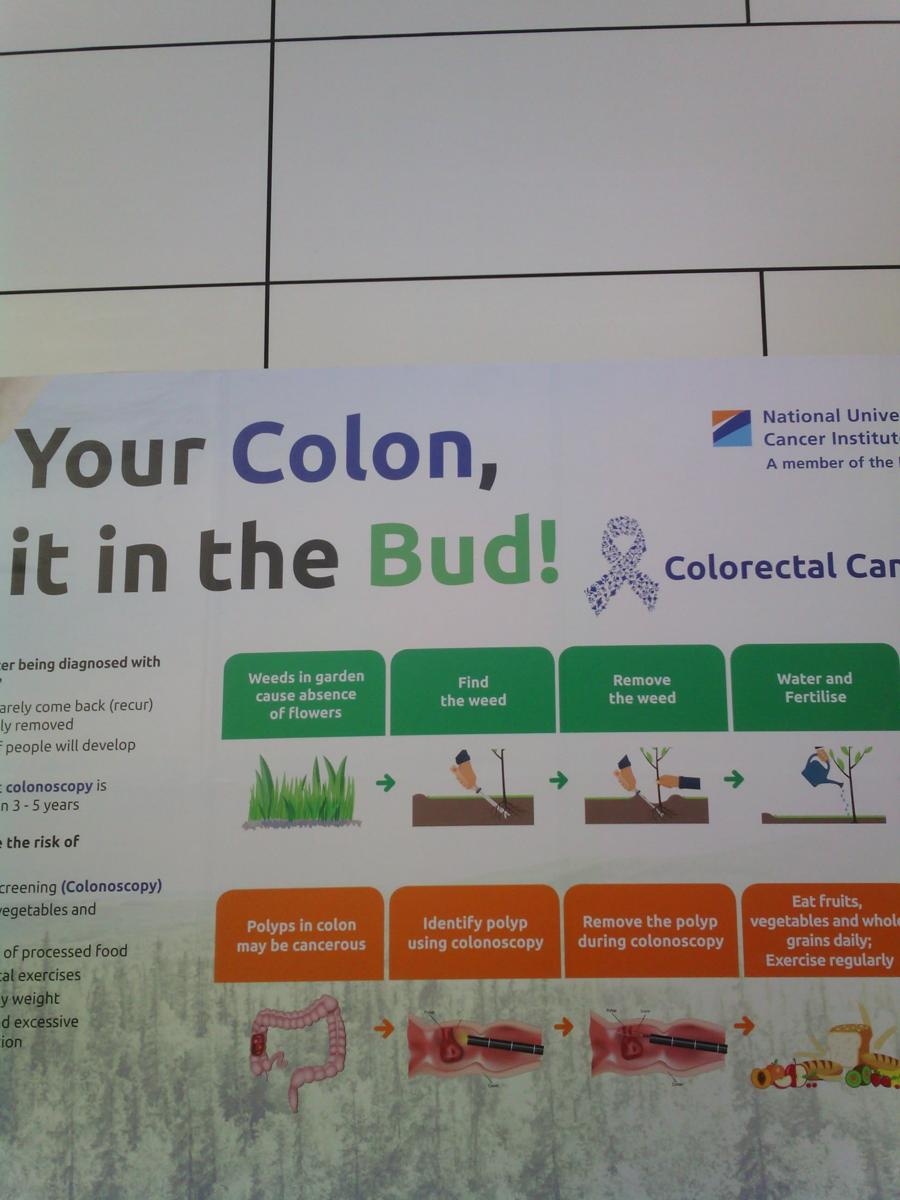 Your Colon,
it in the Bud!
National Unive
Cancer Institute
A member of the
Colorectal Can
er being diagnosed with
arely come back (recur)
ly removed
f people will develop
colonoscopy is
n 3 - 5 years
e the risk of
creening (Colonoscopy)
vegetables and
of processed food
cal exercises
y weight
d excessive
ion
Weeds in garden
cause absence
of flowers
Find
the weed
Remove
the weed
Water and
Fertilise
Polyps in colon
may be cancerous
Identify polyp
using colonoscopy
Remove the polyp
during colonoscopy
Eat fruits,
vegetables and whole
grains daily;
Exercise regularly